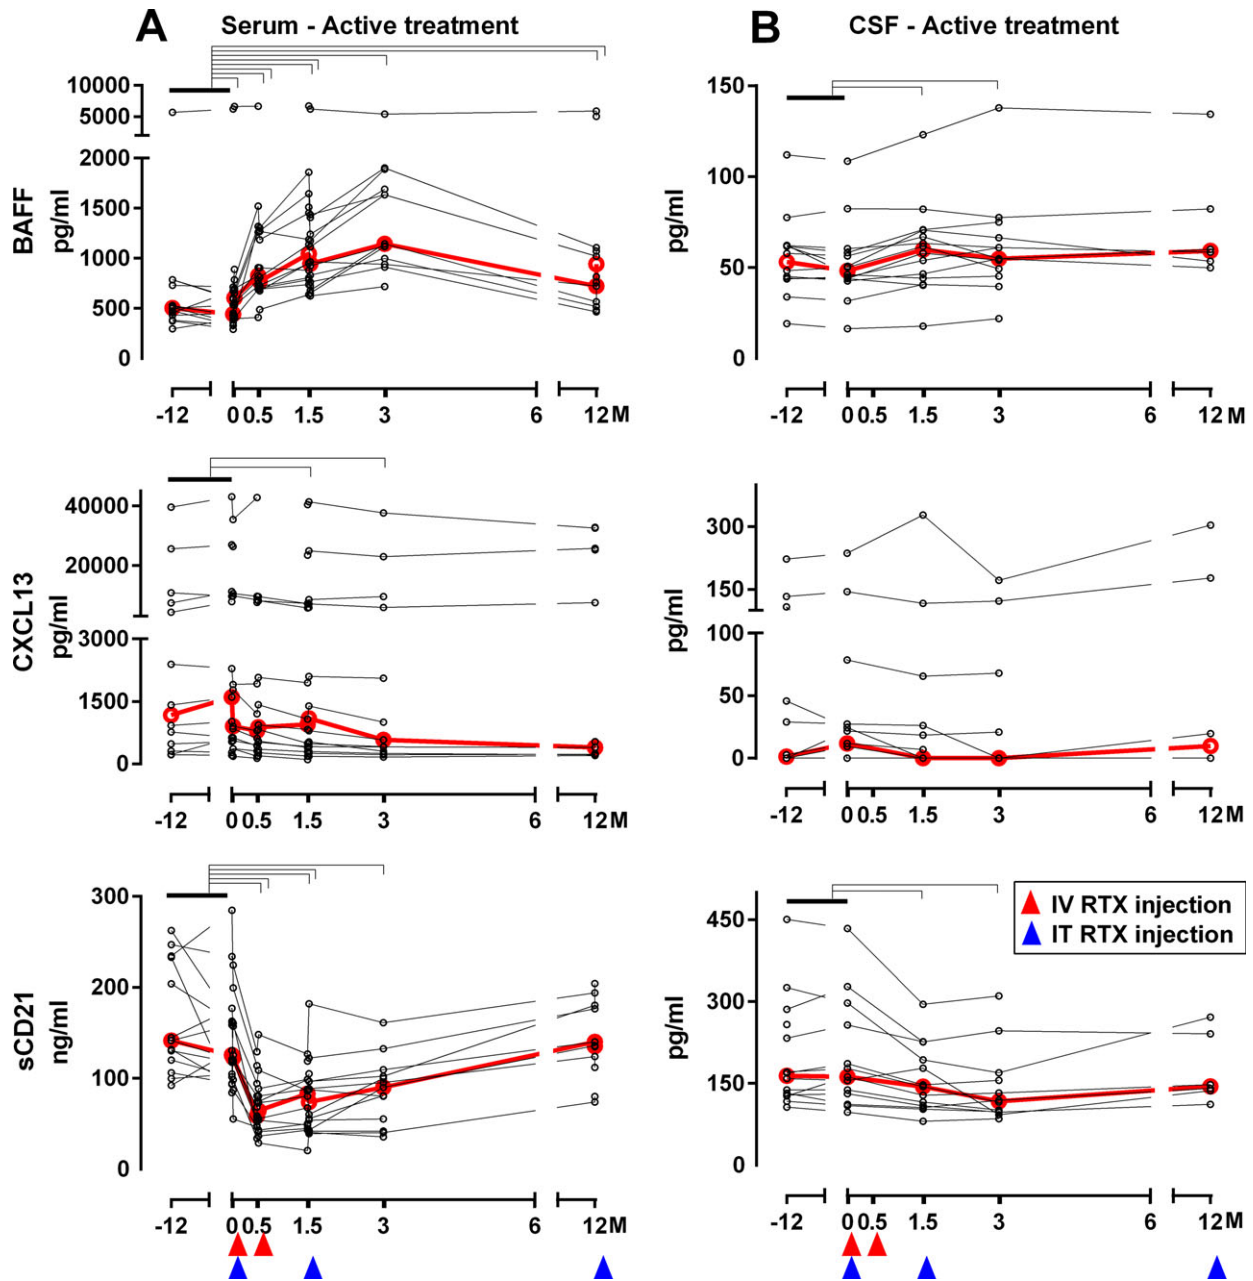 A Serum - Active treatment
B CSF - Active treatment
BAFF
pg/ml
10000
5000
2000
1500
1000
500
0
-12 0 0.5 1.5 3 6 12 M
pg/ml
150
100
50
0
-12 0 0.5 1.5 3 6 12 M
CXCL13
pg/ml
40000
20000
3000
1500
0
-12 0 0.5 1.5 3 6 12 M
pg/ml
300
150
100
50
0
-12 0 0.5 1.5 3 6 12 M
sCD21
ng/ml
300
200
100
0
-12 0 0.5 1.5 3 6 12 M
pg/ml
450
300
150
0
-12 0 0.5 1.5 3 6 12 M
IV RTX injection
IT RTX injection